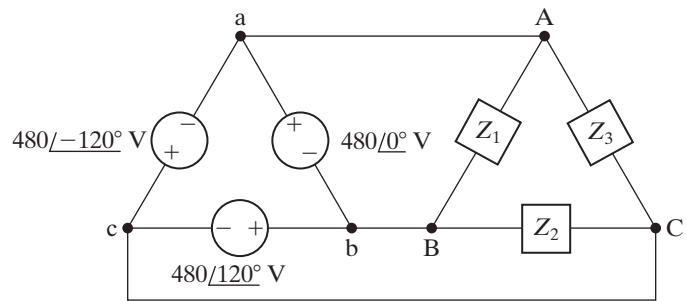 a A
− + Z₁ Z₃
480/−120° V + − 480/0° V
c − + b B Z₂ C
480/120° V